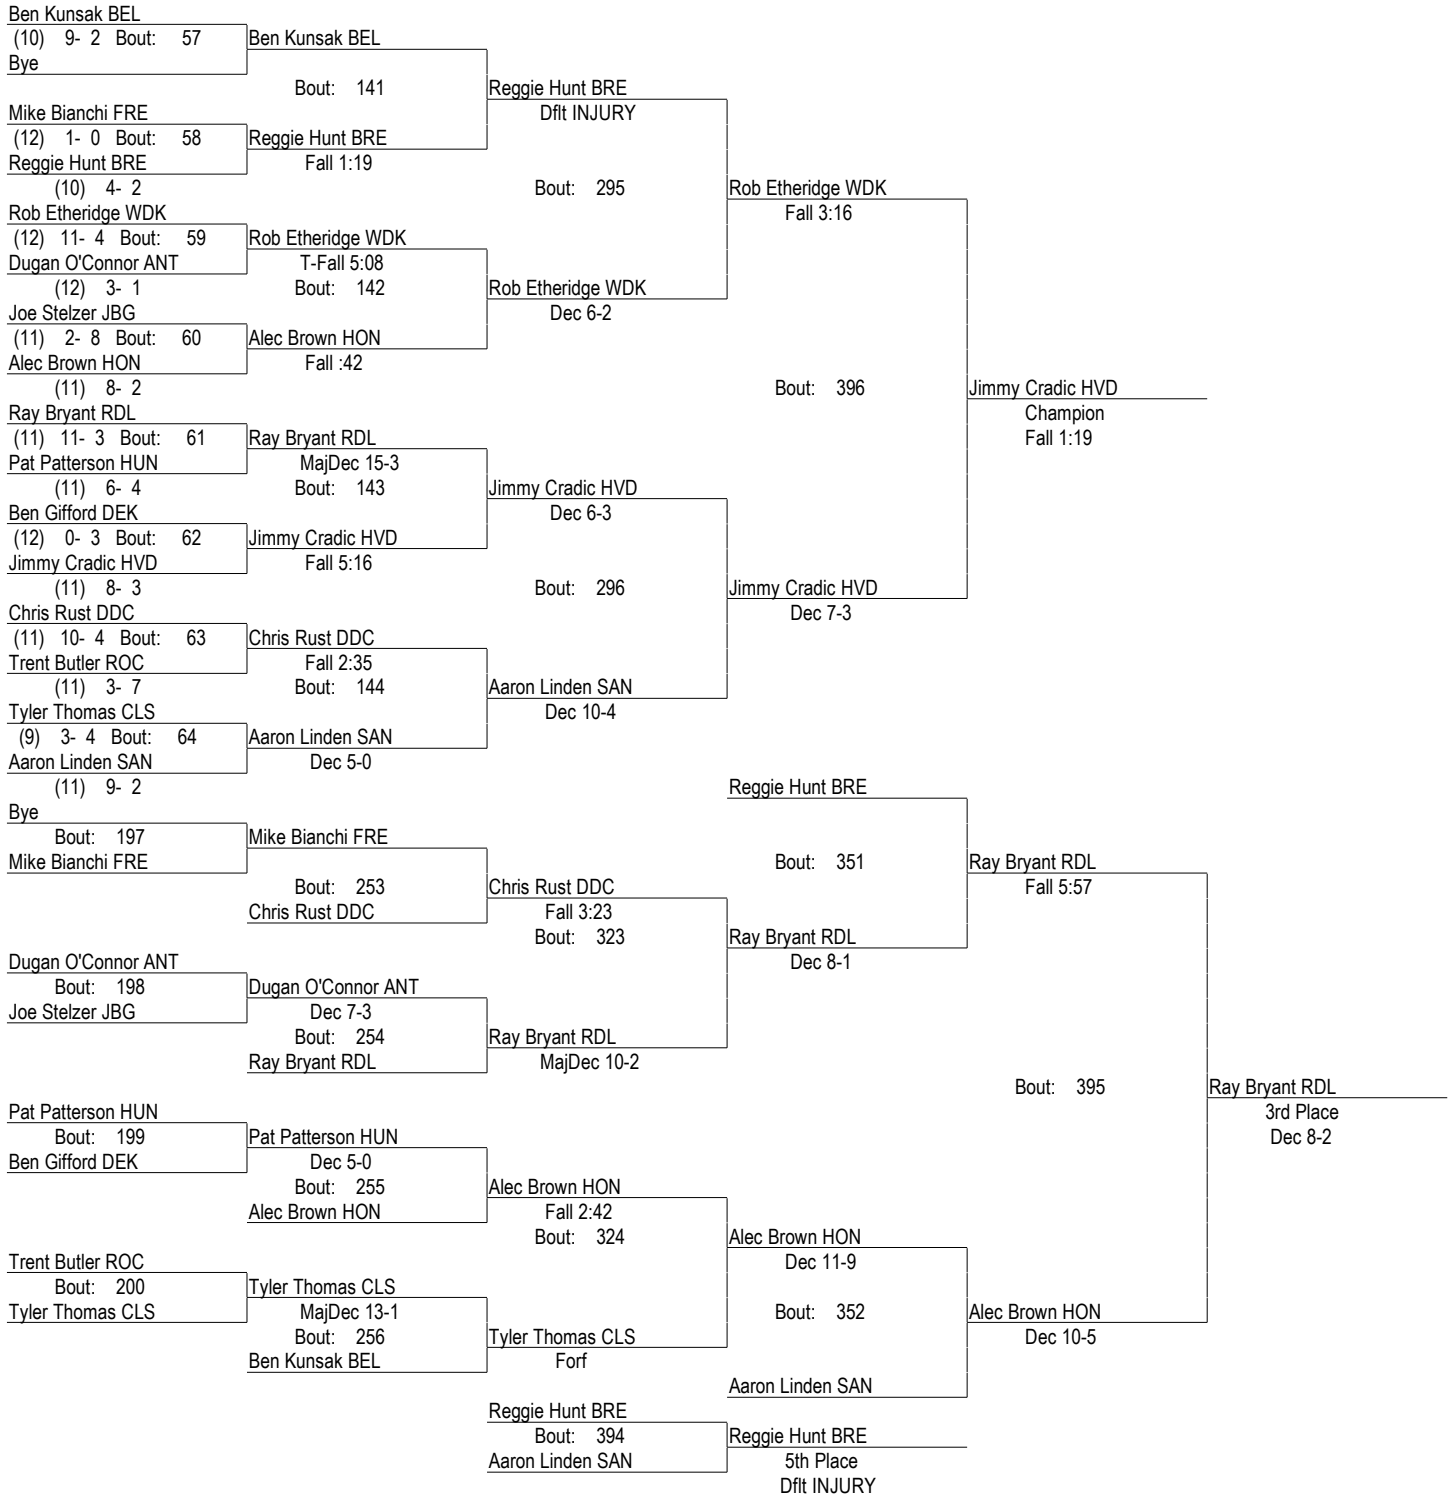 Ben Kunsak BEL
(10) 9- 2 Bout: 57 Ben Kunsak BEL
Bye
Bout: 141 Reggie Hunt BRE
Mike Bianchi FRE Dflt INJURY
(12) 1- 0 Bout: 58 Reggie Hunt BRE
Reggie Hunt BRE Fall 1:19
(10) 4- 2 Bout: 295 Rob Etheridge WDK
Rob Etheridge WDK Fall 3:16
(12) 11- 4 Bout: 59 Rob Etheridge WDK
Dugan O'Connor ANT T-Fall 5:08
(12) 3- 1 Bout: 142 Rob Etheridge WDK
Joe Stelzer JBG Dec 6-2
(11) 2- 8 Bout: 60 Alec Brown HON
Alec Brown HON Fall :42
(11) 8- 2 Bout: 396 Jimmy Cradic HVD
Ray Bryant RDL Champion
(11) 11- 3 Bout: 61 Ray Bryant RDL Fall 1:19
Pat Patterson HUN MajDec 15-3
(11) 6- 4 Bout: 143 Jimmy Cradic HVD
Ben Gifford DEK Dec 6-3
(12) 0- 3 Bout: 62 Jimmy Cradic HVD
Jimmy Cradic HVD Fall 5:16
(11) 8- 3 Bout: 296 Jimmy Cradic HVD
Chris Rust DDC Dec 7-3
(11) 10- 4 Bout: 63 Chris Rust DDC
Trent Butler ROC Fall 2:35
(11) 3- 7 Bout: 144 Aaron Linden SAN
Tyler Thomas CLS Dec 10-4
(9) 3- 4 Bout: 64 Aaron Linden SAN
Aaron Linden SAN Dec 5-0
(11) 9- 2 Reggie Hunt BRE
Bye
Bout: 197 Mike Bianchi FRE
Mike Bianchi FRE Bout: 351 Ray Bryant RDL
Bout: 253 Chris Rust DDC Fall 5:57
Chris Rust DDC Fall 3:23
Bout: 323 Ray Bryant RDL
Dugan O'Connor ANT Dec 8-1
Bout: 198 Dugan O'Connor ANT
Joe Stelzer JBG Dec 7-3
Bout: 254 Ray Bryant RDL
Ray Bryant RDL MajDec 10-2
Bout: 395 Ray Bryant RDL
Pat Patterson HUN 3rd Place
Bout: 199 Pat Patterson HUN Dec 8-2
Ben Gifford DEK Dec 5-0
Bout: 255 Alec Brown HON
Alec Brown HON Fall 2:42
Bout: 324 Alec Brown HON
Trent Butler ROC Dec 11-9
Bout: 200 Tyler Thomas CLS
Tyler Thomas CLS MajDec 13-1 Bout: 352 Alec Brown HON
Bout: 256 Tyler Thomas CLS Dec 10-5
Ben Kunsak BEL Forf
Aaron Linden SAN
Reggie Hunt BRE
Bout: 394 Reggie Hunt BRE
Aaron Linden SAN 5th Place
Dflt INJURY